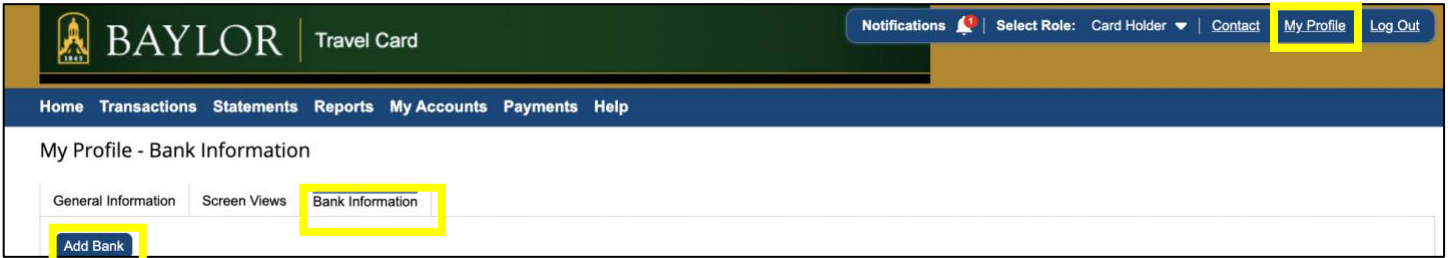 BAYLOR Travel Card
1845
Notifications 1 Select Role: Card Holder Contact My Profile Log Out
Home Transactions Statements Reports My Accounts Payments Help
My Profile - Bank Information
General Information Screen Views Bank Information
Add Bank